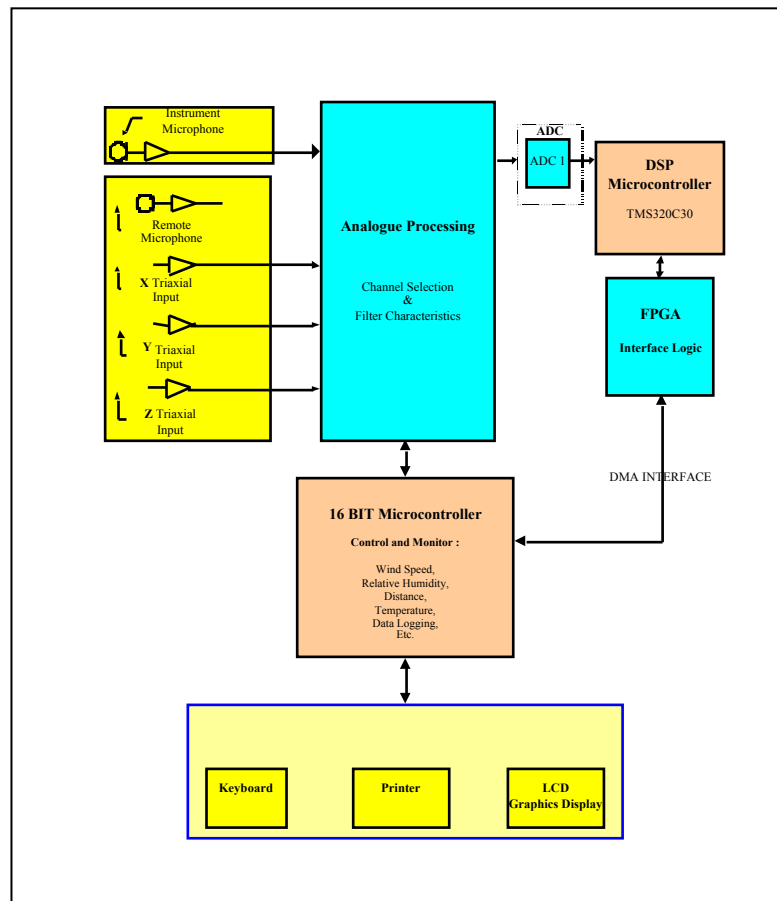 Instrument
Microphone
Remote
Microphone
X Triaxial
Input
Y Triaxial
Input
Z Triaxial
Input
Analogue Processing
Channel Selection
&
Filter Characteristics
ADC
ADC 1
DSP
Microcontroller
TMS320C30
FPGA
Interface Logic
DMA INTERFACE
16 BIT Microcontroller
Control and Monitor :
Wind Speed,
Relative Humidity,
Distance,
Temperature,
Data Logging,
Etc.
Keyboard
Printer
LCD
Graphics Display